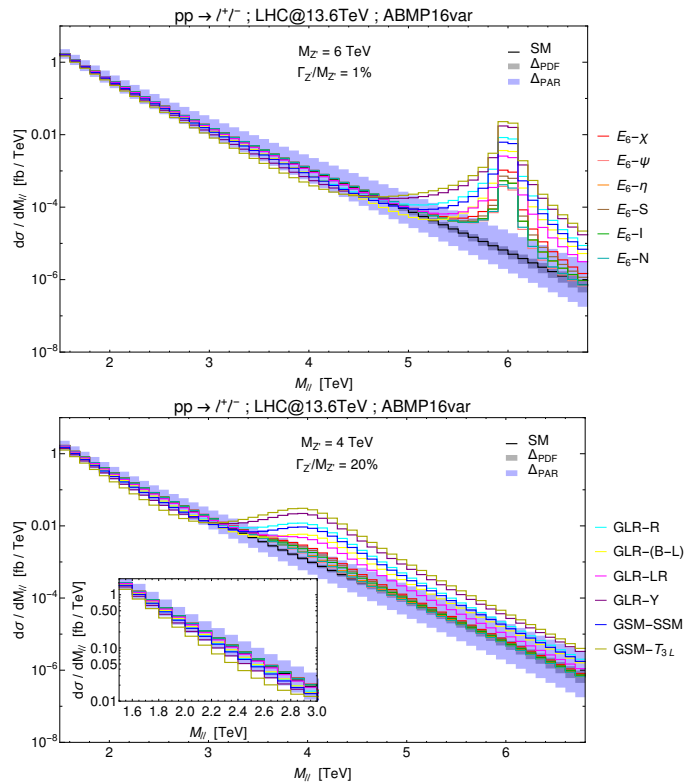 pp → l⁺l⁻ ; LHC@13.6TeV ; ABMP16var
M_Z' = 6 TeV
Γ_Z'/M_Z' = 1%
SM
Δ_PDF
Δ_PAR
dσ / dM_ll [fb / TeV]
1
0.01
10⁻⁴
10⁻⁶
10⁻⁸
2 3 4 5 6
M_ll [TeV]
E₆-χ
E₆-ψ
E₆-η
E₆-S
E₆-I
E₆-N
pp → l⁺l⁻ ; LHC@13.6TeV ; ABMP16var
M_Z' = 4 TeV
Γ_Z'/M_Z' = 20%
SM
Δ_PDF
Δ_PAR
dσ / dM_ll [fb / TeV]
1
0.01
10⁻⁴
10⁻⁶
10⁻⁸
dσ / dM_ll [fb / TeV]
1
0.50
0.10
0.05
0.01
1.6 1.8 2.0 2.2 2.4 2.6 2.8 3.0
M_ll [TeV]
2 3 4 5 6
M_ll [TeV]
GLR-R
GLR-(B-L)
GLR-LR
GLR-Y
GSM-SSM
GSM-T₃L